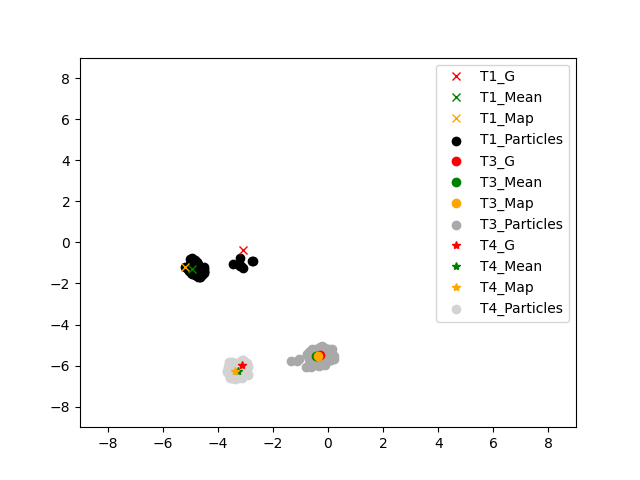 8
6
4
2
0
−2
−4
−6
−8
−8
−6
−4
−2
0
2
4
6
8
T1_G
T1_Mean
T1_Map
T1_Particles
T3_G
T3_Mean
T3_Map
T3_Particles
T4_G
T4_Mean
T4_Map
T4_Particles